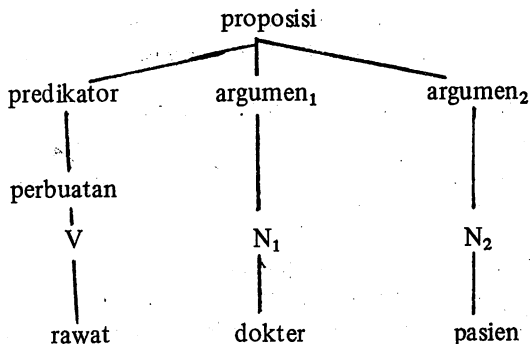 proposisi
predikator argumen₁ argumen₂
perbuatan
V N₁ N₂
rawat dokter pasien